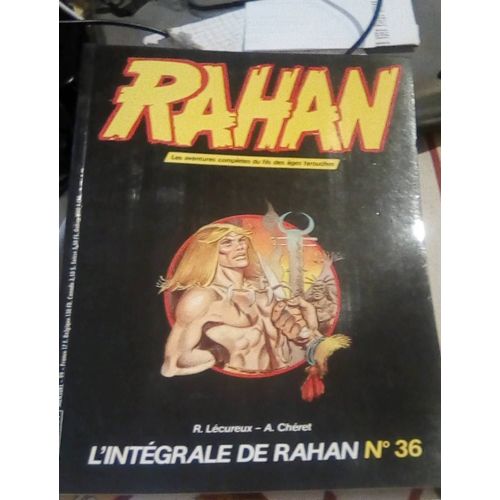 RAHAN
Les aventures complètes du fils des âges farouches
R. Lécureux - A. Chéret
L'INTÉGRALE DE RAHAN N° 36